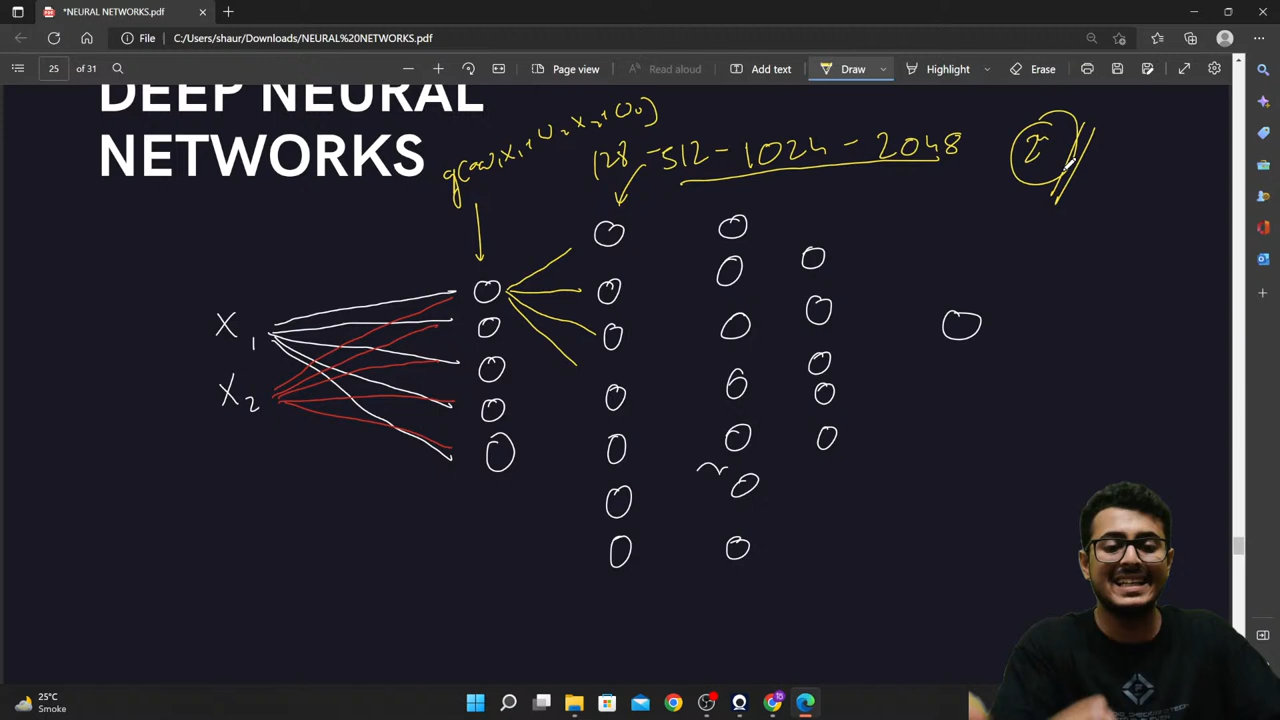 *NEURAL NETWORKS.pdf
File C:/Users/shaur/Downloads/NEURAL%20NETWORKS.pdf
25 of 31
Page view
Read aloud
Add text
Draw
Highlight
Erase
DEEP NEURAL
NETWORKS
128 - 512 - 1024 - 2048
X1
X2
25°C
Smoke